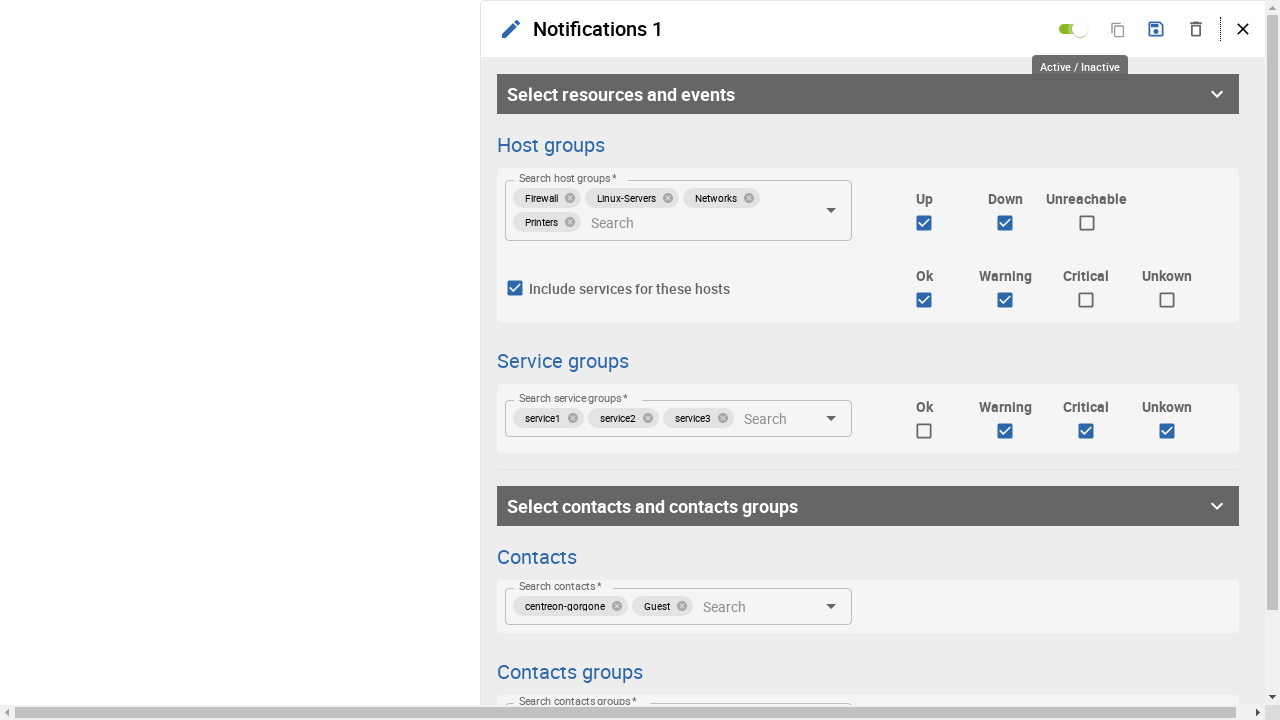 Notifications 1
Active / Inactive
Select resources and events
Host groups
Search host groups *
Firewall Linux-Servers Networks
Printers Search
Up Down Unreachable
Include services for these hosts
Ok Warning Critical Unkown
Service groups
Search service groups *
service1 service2 service3 Search
Ok Warning Critical Unkown
Select contacts and contacts groups
Contacts
Search contacts *
centreon-gorgone Guest Search
Contacts groups
Search contacts groups *